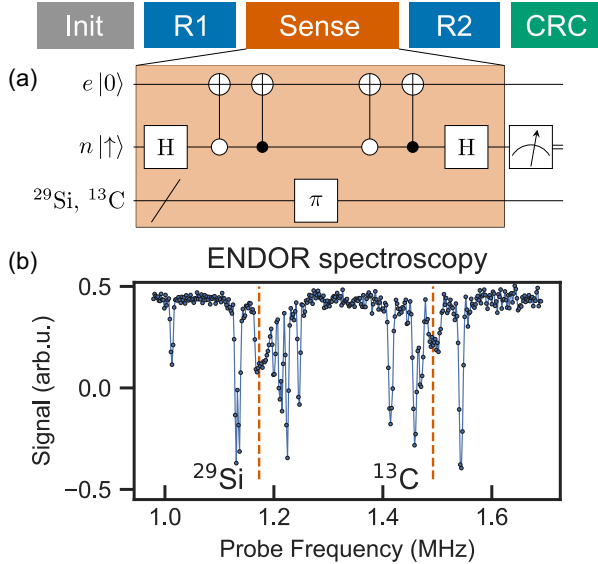 Init R1 Sense R2 CRC
(a)
e |0⟩
n |↑⟩ H H
²⁹Si, ¹³C π
(b) ENDOR spectroscopy
Signal (arb.u.)
0.5
0.0
−0.5
²⁹Si ¹³C
1.0 1.2 1.4 1.6
Probe Frequency (MHz)